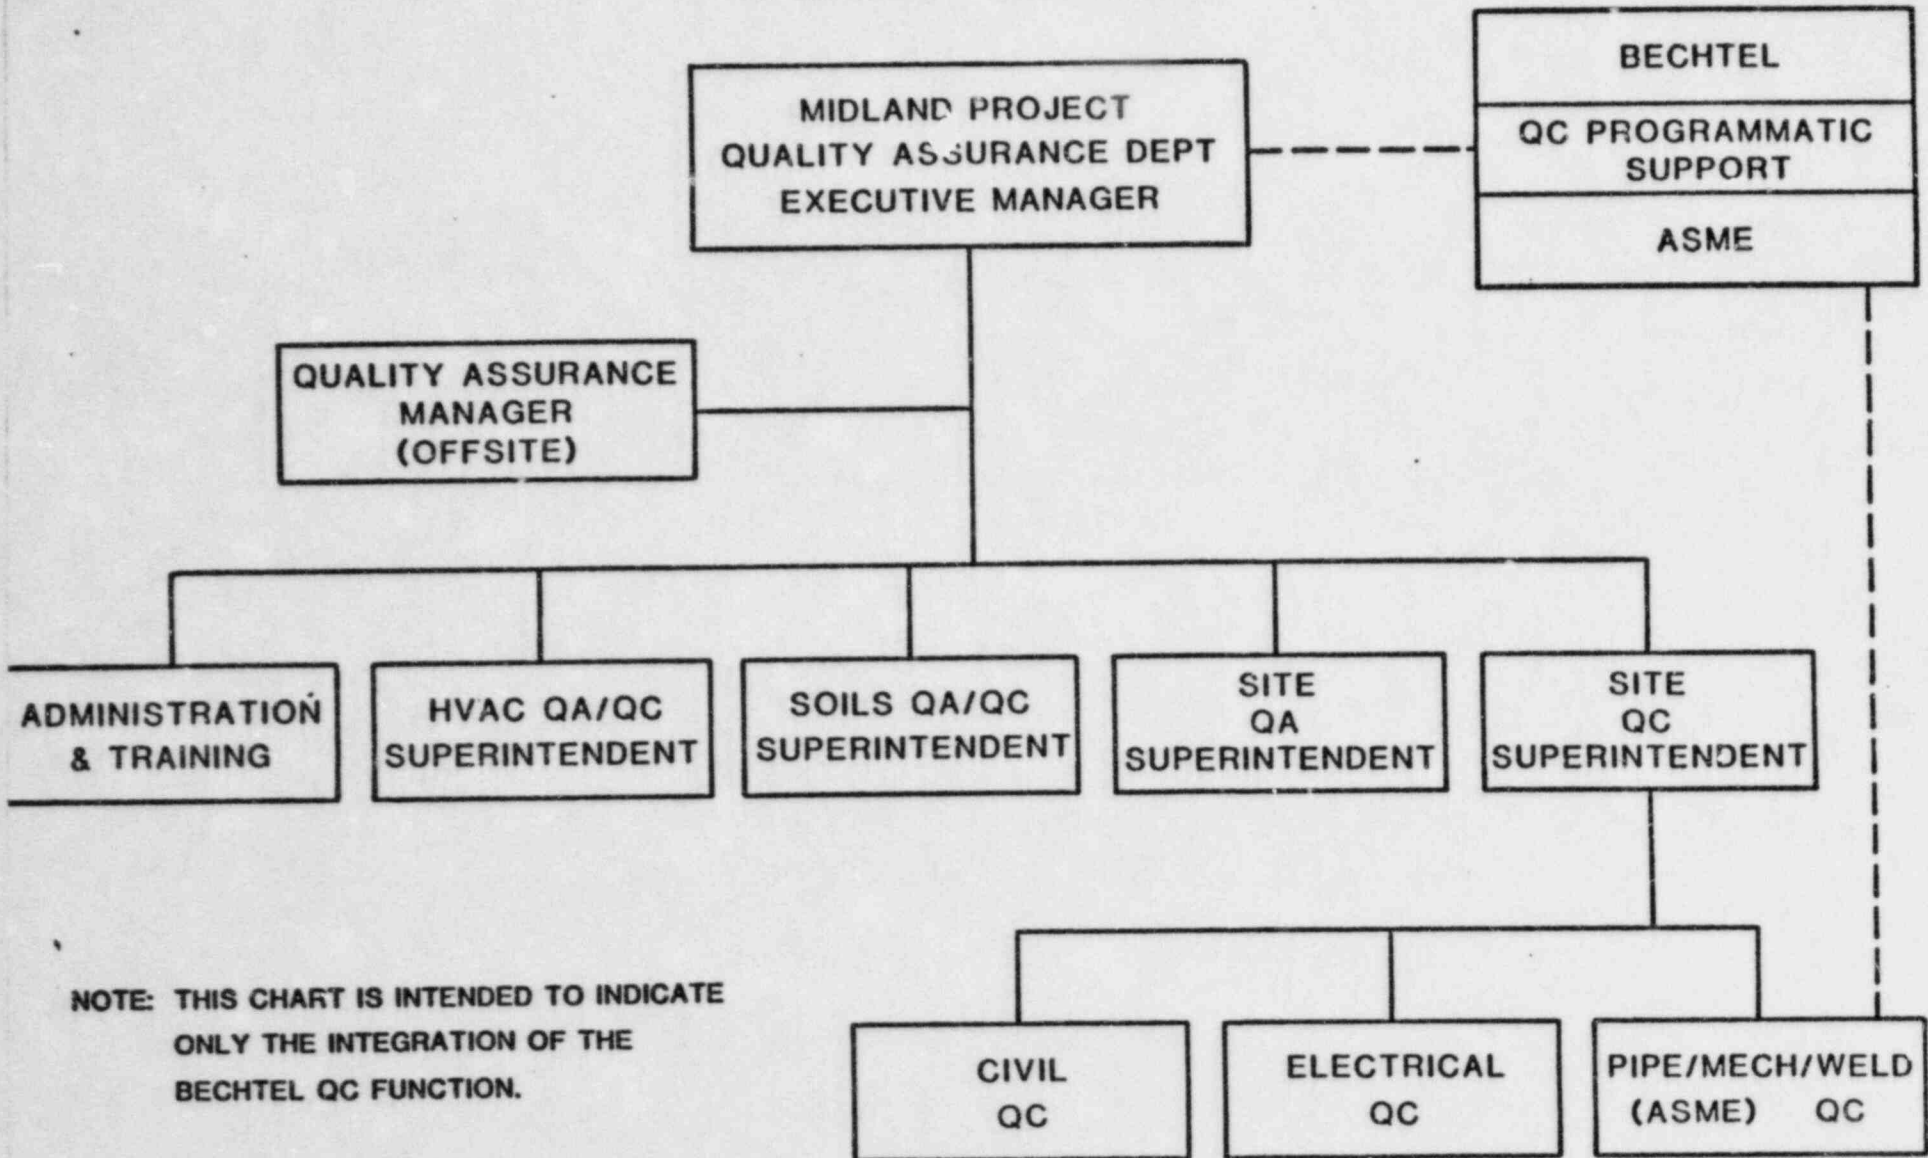 MIDLAND PROJECT
QUALITY ASSURANCE DEPT
EXECUTIVE MANAGER
BECHTEL
QC PROGRAMMATIC
SUPPORT
ASME
QUALITY ASSURANCE
MANAGER
(OFFSITE)
ADMINISTRATION
& TRAINING
HVAC QA/QC
SUPERINTENDENT
SOILS QA/QC
SUPERINTENDENT
SITE
QA
SUPERINTENDENT
SITE
QC
SUPERINTENDENT
NOTE: THIS CHART IS INTENDED TO INDICATE
ONLY THE INTEGRATION OF THE
BECHTEL QC FUNCTION.
CIVIL
QC
ELECTRICAL
QC
PIPE/MECH/WELD
(ASME) QC